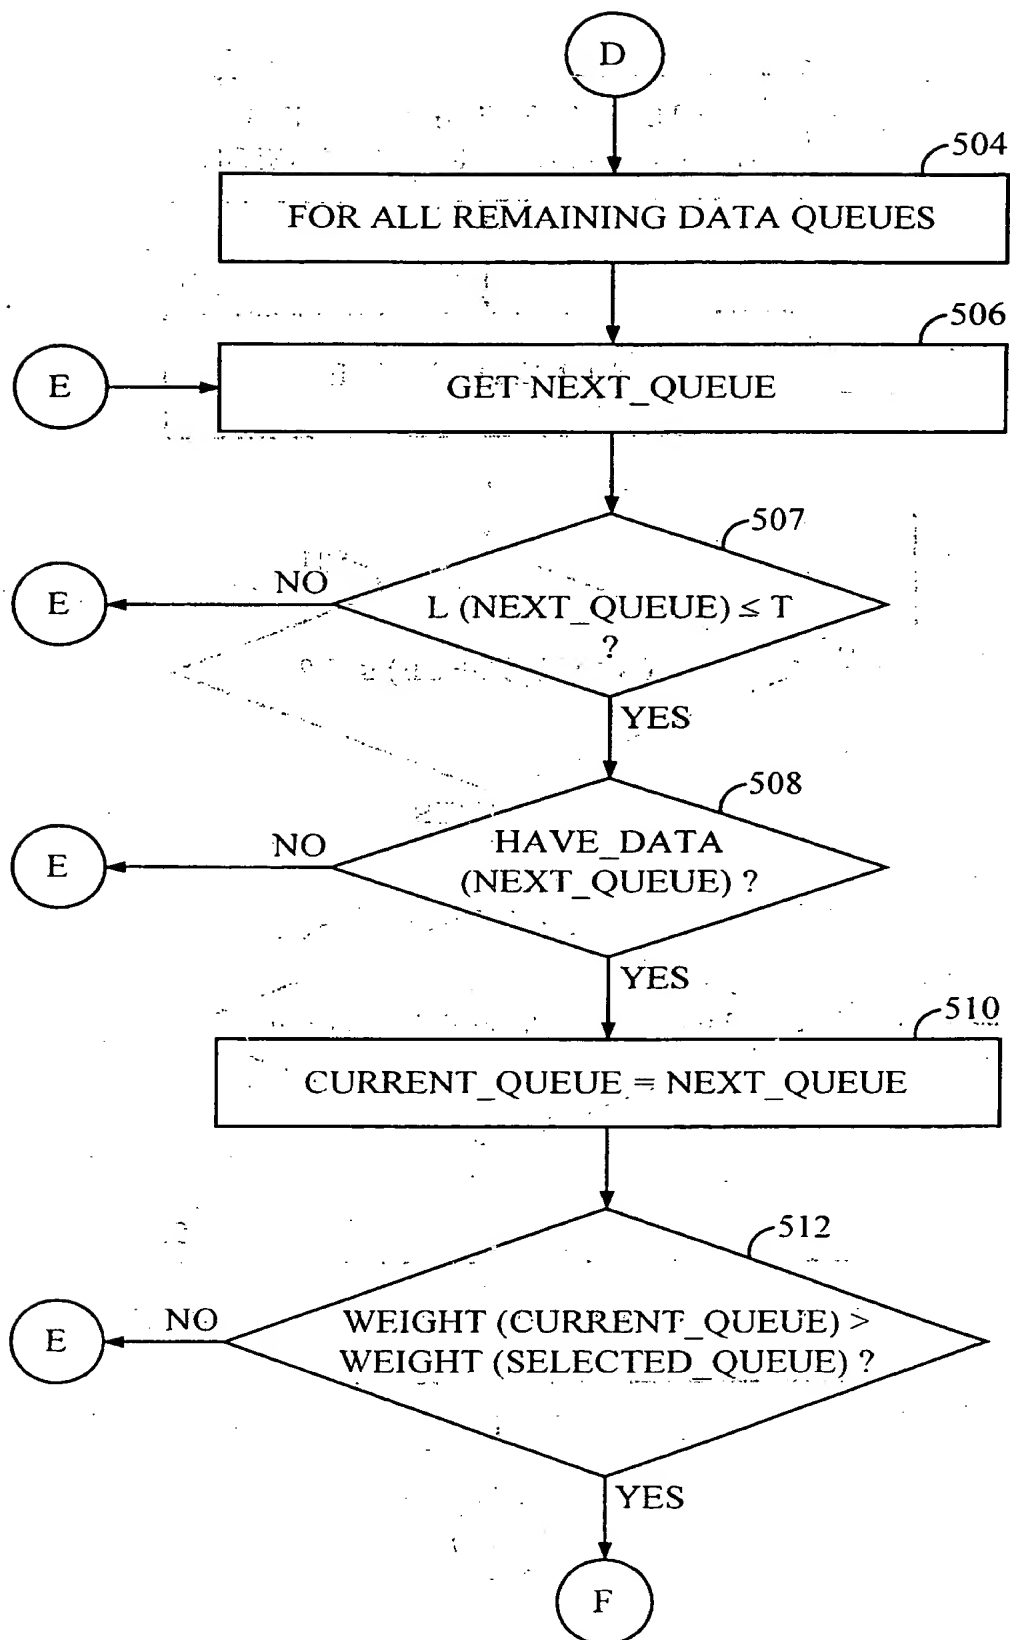 D
504
FOR ALL REMAINING DATA QUEUES
506
E
GET NEXT_QUEUE
507
NO
E
L (NEXT_QUEUE) ≤ T
?
YES
508
NO
E
HAVE_DATA
(NEXT_QUEUE) ?
YES
510
CURRENT_QUEUE = NEXT_QUEUE
512
NO
E
WEIGHT (CURRENT_QUEUE) >
WEIGHT (SELECTED_QUEUE) ?
YES
F